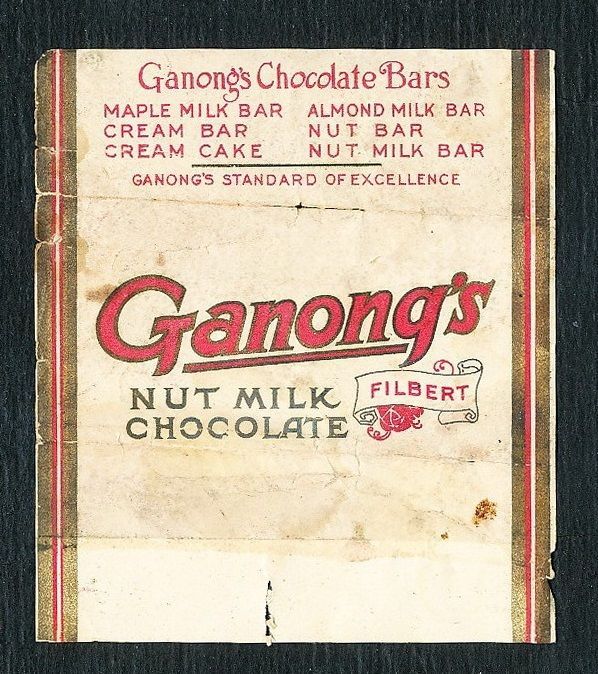 Ganong's Chocolate Bars
MAPLE MILK BAR ALMOND MILK BAR
CREAM BAR NUT BAR
CREAM CAKE NUT MILK BAR
GANONG'S STANDARD OF EXCELLENCE
Ganong's
NUT MILK FILBERT
CHOCOLATE